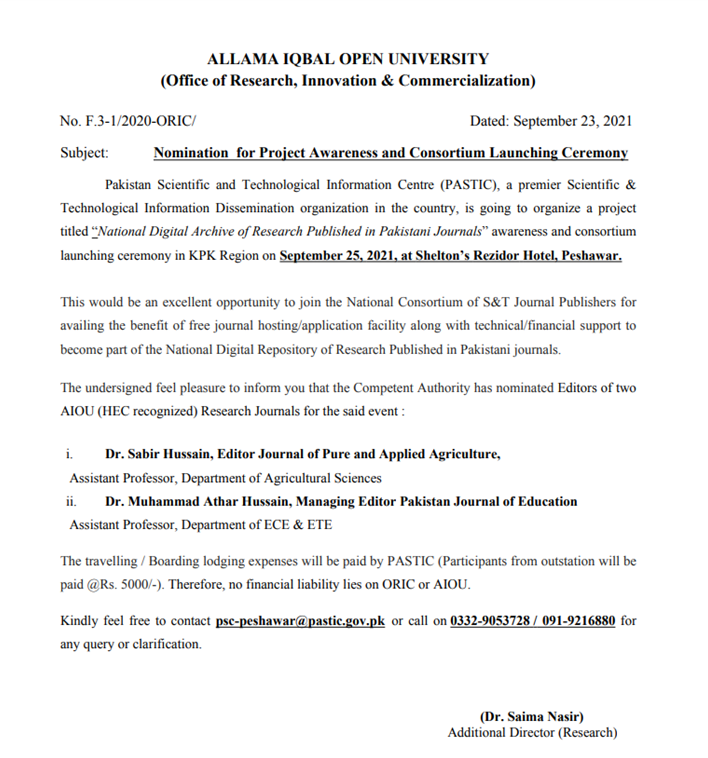 ALLAMA IQBAL OPEN UNIVERSITY
(Office of Research, Innovation & Commercialization)
No. F.3-1/2020-ORIC/ Dated: September 23, 2021
Subject: Nomination for Project Awareness and Consortium Launching Ceremony
Pakistan Scientific and Technological Information Centre (PASTIC), a premier Scientific &
Technological Information Dissemination organization in the country, is going to organize a project
titled “National Digital Archive of Research Published in Pakistani Journals” awareness and consortium
launching ceremony in KPK Region on September 25, 2021, at Shelton’s Rezidor Hotel, Peshawar.
This would be an excellent opportunity to join the National Consortium of S&T Journal Publishers for
availing the benefit of free journal hosting/application facility along with technical/financial support to
become part of the National Digital Repository of Research Published in Pakistani journals.
The undersigned feel pleasure to inform you that the Competent Authority has nominated Editors of two
AIOU (HEC recognized) Research Journals for the said event :
i. Dr. Sabir Hussain, Editor Journal of Pure and Applied Agriculture,
Assistant Professor, Department of Agricultural Sciences
ii. Dr. Muhammad Athar Hussain, Managing Editor Pakistan Journal of Education
Assistant Professor, Department of ECE & ETE
The travelling / Boarding lodging expenses will be paid by PASTIC (Participants from outstation will be
paid @Rs. 5000/-). Therefore, no financial liability lies on ORIC or AIOU.
Kindly feel free to contact psc-peshawar@pastic.gov.pk or call on 0332-9053728 / 091-9216880 for
any query or clarification.
(Dr. Saima Nasir)
Additional Director (Research)